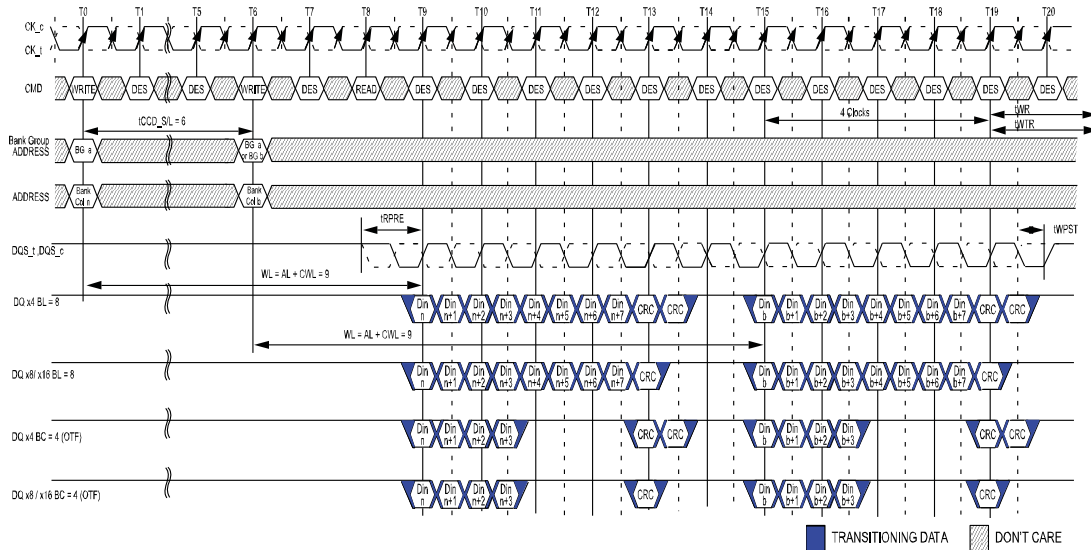 T0 T1 T5 T6 T7 T8 T9 T10 T11 T12 T13 T14 T15 T16 T17 T18 T19 T20
CK_c
CK_t
CMD WRITE DES DES WRITE DES READ DES DES DES DES DES DES DES DES DES DES DES DES
tCCD_S/L = 6
4 Clocks
tWR
tWTR
Bank Group
ADDRESS
BG a
BG a
or BG b
ADDRESS
Bank
Col n
Bank
Col b
tRPRE
tWPST
DQS_t ,DQS_c
WL = AL + CWL = 9
DQ x4 BL = 8
Din n Din n+1 Din n+2 Din n+3 Din n+4 Din n+5 Din n+6 Din n+7 CRC CRC Din b Din b+1 Din b+2 Din b+3 Din b+4 Din b+5 Din b+6 Din b+7 CRC CRC
WL = AL + CWL = 9
DQ x8/ x16 BL = 8
Din n Din n+1 Din n+2 Din n+3 Din n+4 Din n+5 Din n+6 Din n+7 CRC Din b Din b+1 Din b+2 Din b+3 Din b+4 Din b+5 Din b+6 Din b+7 CRC
DQ x4 BC = 4 (OTF)
Din n Din n+1 Din n+2 Din n+3 CRC CRC Din b Din b+1 Din b+2 Din b+3 CRC CRC
DQ x8 / x16 BC = 4 (OTF)
Din n Din n+1 Din n+2 Din n+3 CRC Din b Din b+1 Din b+2 Din b+3 CRC
TRANSITIONING DATA
DON'T CARE